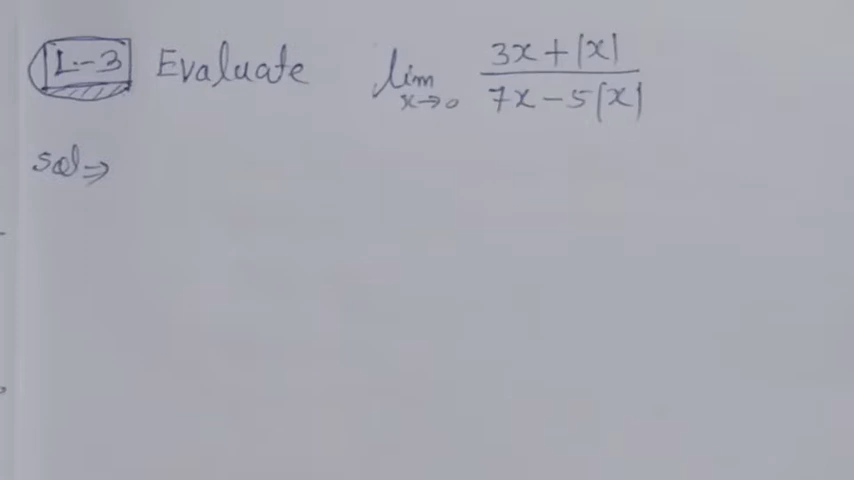 L-3 Evaluate lim x→0 3x+|x| / 7x-5|x|
Sol⇒